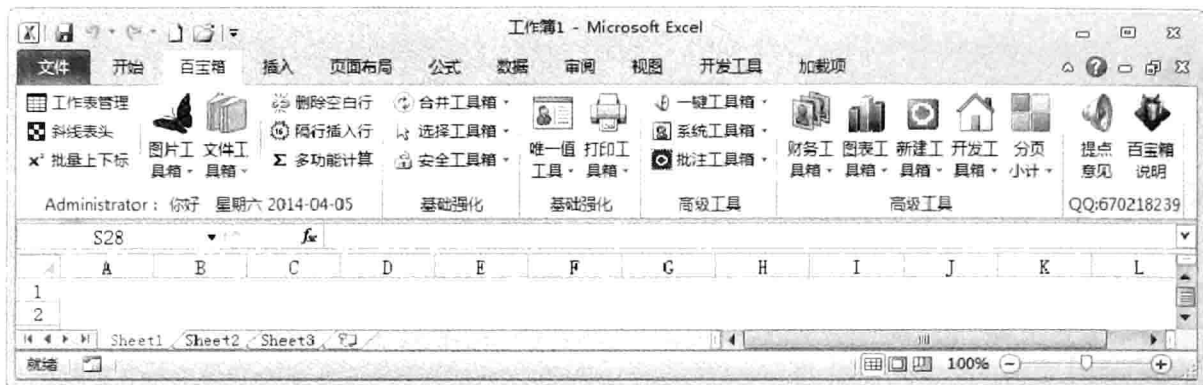 工作簿1 - Microsoft Excel
文件 开始 百宝箱 插入 页面布局 公式 数据 审阅 视图 开发工具 加载项
工作表管理 删除空白行 合并工具箱 一键工具箱
斜线表头 隔行插入行 选择工具箱 系统工具箱
批量上下标 多功能计算 安全工具箱 批注工具箱
图片工具箱 文件工具箱 唯一值工具 打印工具箱 财务工具箱 图表工具箱 新建工具箱 开发工具箱 分页小计 提点意见 百宝箱说明
Administrator： 你好 星期六 2014-04-05 基础强化 基础强化 高级工具 高级工具 QQ:670218239
S28 fx
A B C D E F G H I J K L
1
2
Sheet1 Sheet2 Sheet3
就绪 100%